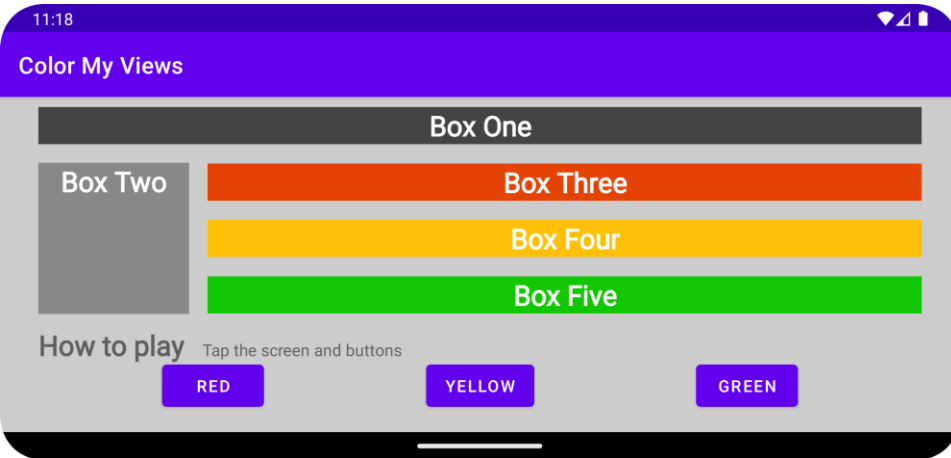 11:18
Color My Views
Box One
Box Two
Box Three
Box Four
Box Five
How to play Tap the screen and buttons
RED YELLOW GREEN